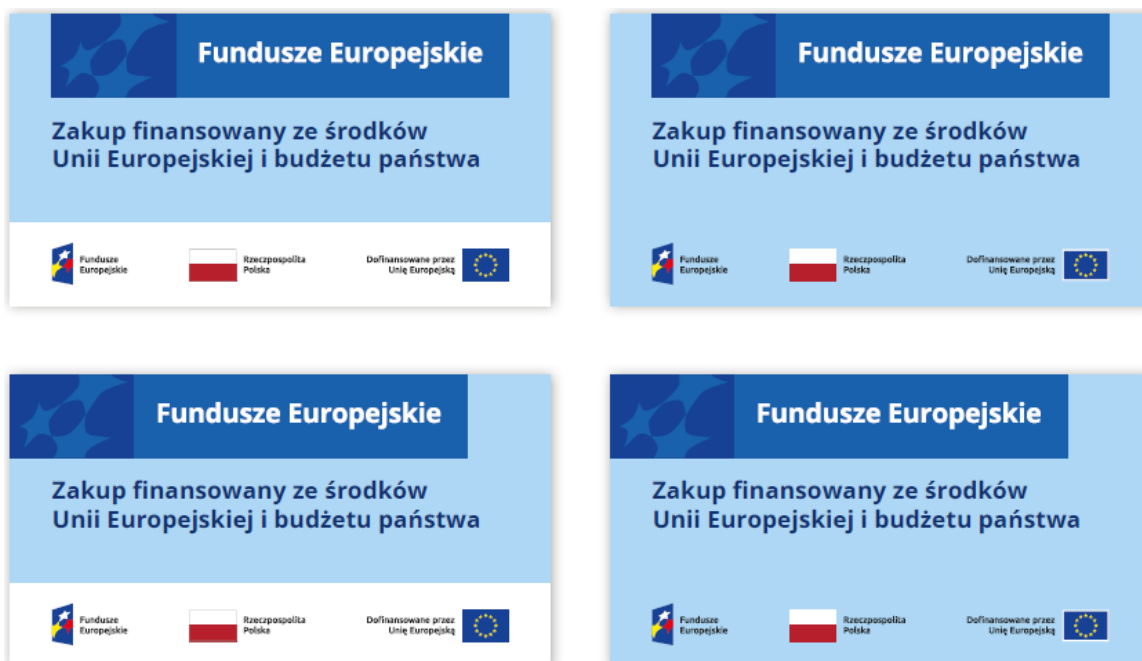 Fundusze Europejskie
Zakup finansowany ze środków
Unii Europejskiej i budżetu państwa
Fundusze
Europejskie
Rzeczpospolita
Polska
Dofinansowane przez
Unię Europejską
Fundusze Europejskie
Zakup finansowany ze środków
Unii Europejskiej i budżetu państwa
Fundusze
Europejskie
Rzeczpospolita
Polska
Dofinansowane przez
Unię Europejską
Fundusze Europejskie
Zakup finansowany ze środków
Unii Europejskiej i budżetu państwa
Fundusze
Europejskie
Rzeczpospolita
Polska
Dofinansowane przez
Unię Europejską
Fundusze Europejskie
Zakup finansowany ze środków
Unii Europejskiej i budżetu państwa
Fundusze
Europejskie
Rzeczpospolita
Polska
Dofinansowane przez
Unię Europejską